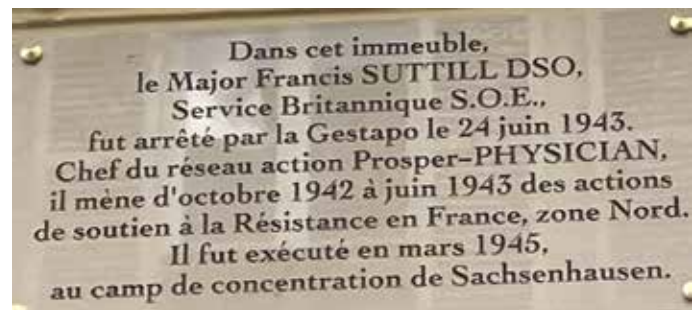 Dans cet immeuble,
le Major Francis SUTTILL DSO,
Service Britannique S.O.E.,
fut arrêté par la Gestapo le 24 juin 1943.
Chef du réseau action Prosper-PHYSICIAN,
il mène d'octobre 1942 à juin 1943 des actions
de soutien à la Résistance en France, zone Nord.
Il fut exécuté en mars 1945,
au camp de concentration de Sachsenhausen.